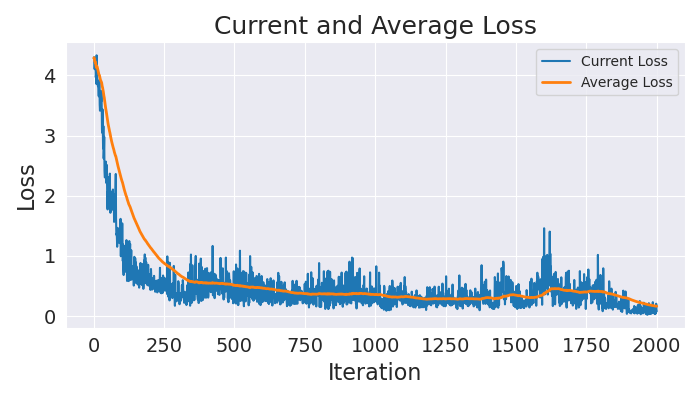 Current and Average Loss
Current Loss
Average Loss
Loss
4
3
2
1
0
0 250 500 750 1000 1250 1500 1750 2000
Iteration